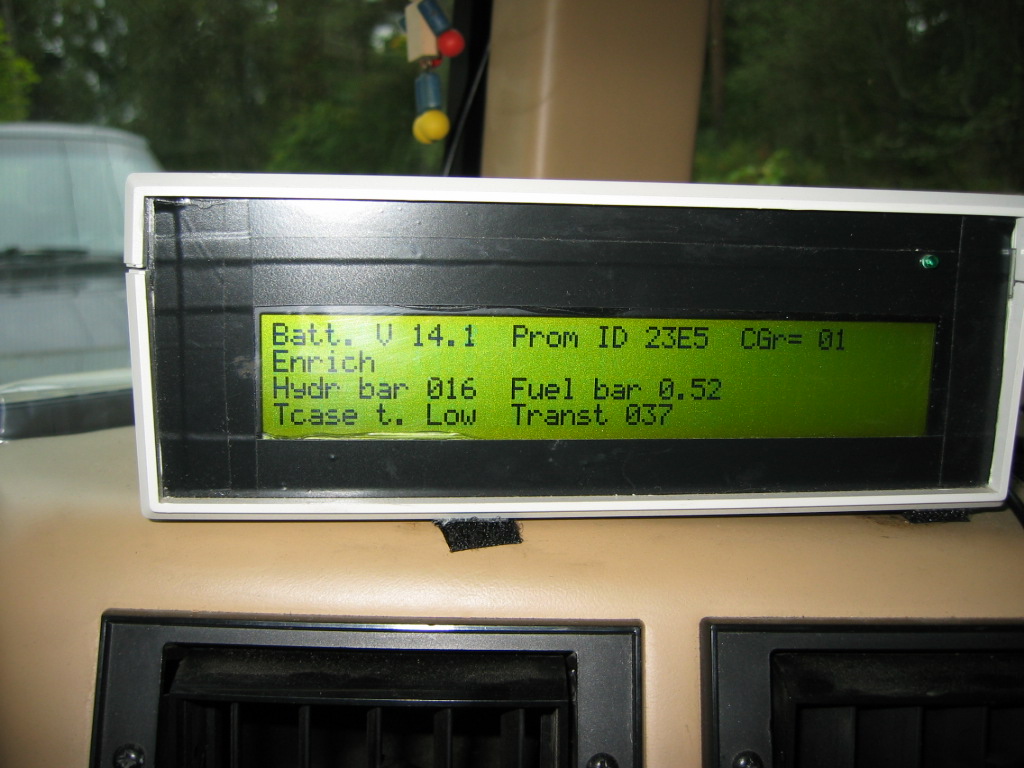 Batt. V 14.1 Prom ID 23E5 CGr= 01
Enrich
Hydr bar 016 Fuel bar 0.52
Tcase t. Low Transt 037